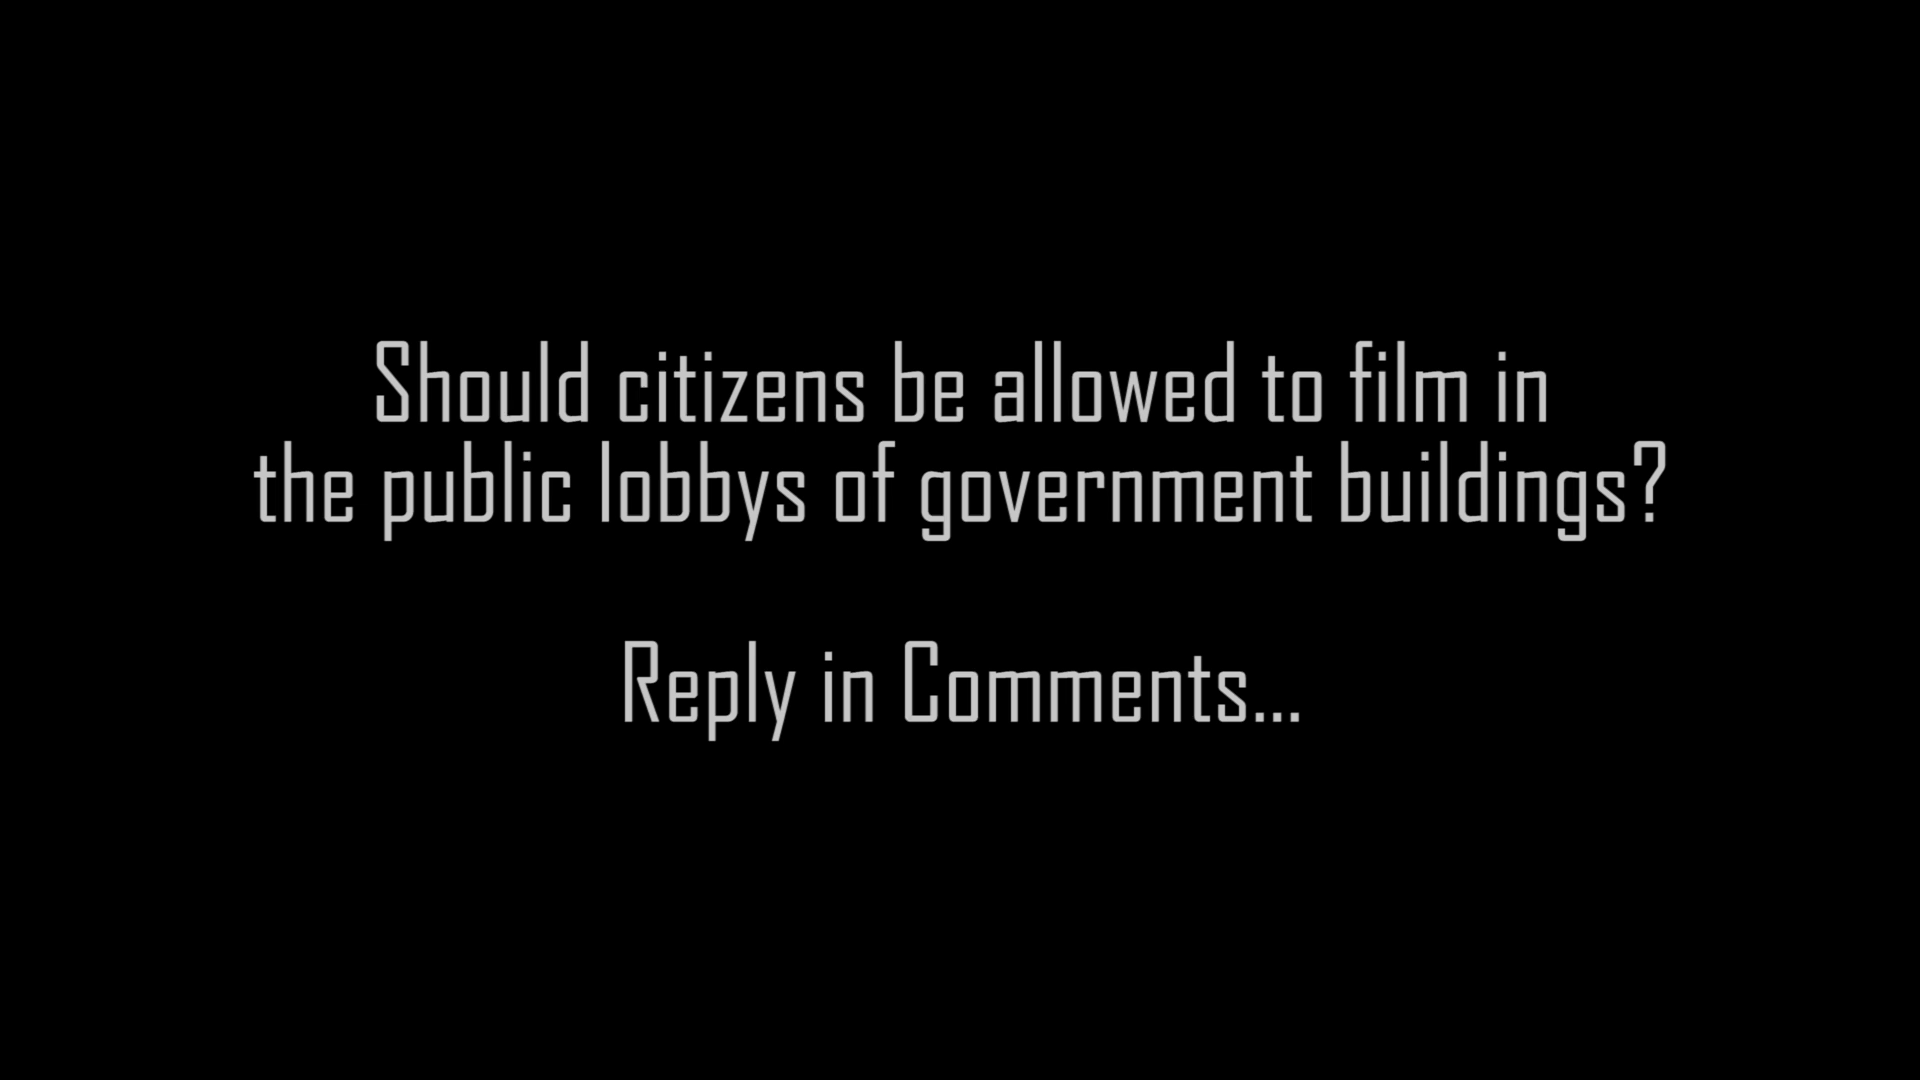 Should citizens be allowed to film in
the public lobbys of government buildings?
Reply in Comments...